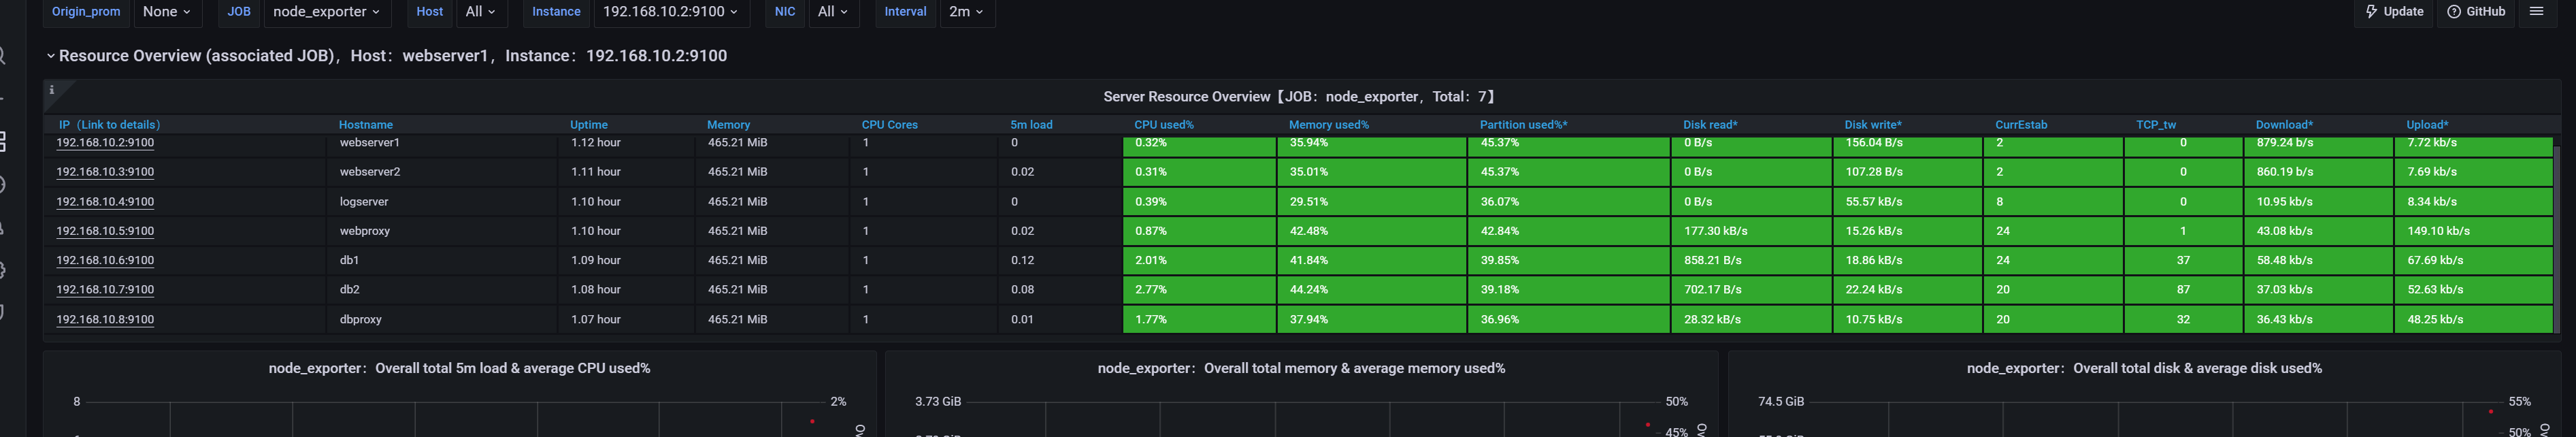 Origin_prom None JOB node_exporter Host All Instance 192.168.10.2:9100 NIC All Interval 2m Update GitHub
Resource Overview (associated JOB)，Host：webserver1，Instance：192.168.10.2:9100
i
Server Resource Overview【JOB：node_exporter，Total：7】
IP（Link to details） Hostname Uptime Memory CPU Cores 5m load CPU used% Memory used% Partition used%* Disk read* Disk write* CurrEstab TCP_tw Download* Upload*
192.168.10.2:9100 webserver1 1.12 hour 465.21 MiB 1 0 0.32% 35.94% 45.37% 0 B/s 156.04 B/s 2 0 879.24 b/s 7.72 kb/s
192.168.10.3:9100 webserver2 1.11 hour 465.21 MiB 1 0.02 0.31% 35.01% 45.37% 0 B/s 107.28 B/s 2 0 860.19 b/s 7.69 kb/s
192.168.10.4:9100 logserver 1.10 hour 465.21 MiB 1 0 0.39% 29.51% 36.07% 0 B/s 55.57 kB/s 8 0 10.95 kb/s 8.34 kb/s
192.168.10.5:9100 webproxy 1.10 hour 465.21 MiB 1 0.02 0.87% 42.48% 42.84% 177.30 kB/s 15.26 kB/s 24 1 43.08 kb/s 149.10 kb/s
192.168.10.6:9100 db1 1.09 hour 465.21 MiB 1 0.12 2.01% 41.84% 39.85% 858.21 B/s 18.86 kB/s 24 37 58.48 kb/s 67.69 kb/s
192.168.10.7:9100 db2 1.08 hour 465.21 MiB 1 0.08 2.77% 44.24% 39.18% 702.17 B/s 22.24 kB/s 20 87 37.03 kb/s 52.63 kb/s
192.168.10.8:9100 dbproxy 1.07 hour 465.21 MiB 1 0.01 1.77% 37.94% 36.96% 28.32 kB/s 10.75 kB/s 20 32 36.43 kb/s 48.25 kb/s
node_exporter：Overall total 5m load & average CPU used%
8 2%
node_exporter：Overall total memory & average memory used%
3.73 GiB 50%
45%
node_exporter：Overall total disk & average disk used%
74.5 GiB 55%
50%